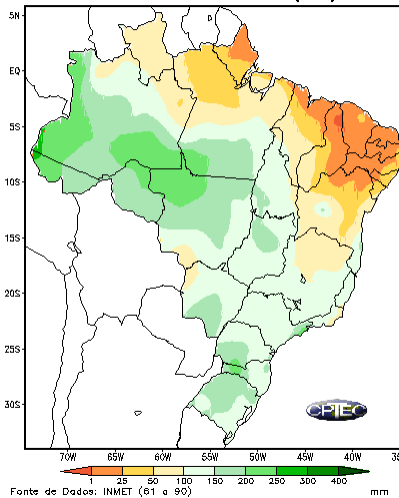 5N
EQ
5S
10S
15S
20S
25S
30S
70W 65W 60W 55W 50W 45W 40W 35
CPTEC
1 25 50 100 150 200 250 300 400
Fonte de Dados: INMET (61 a 90) mm